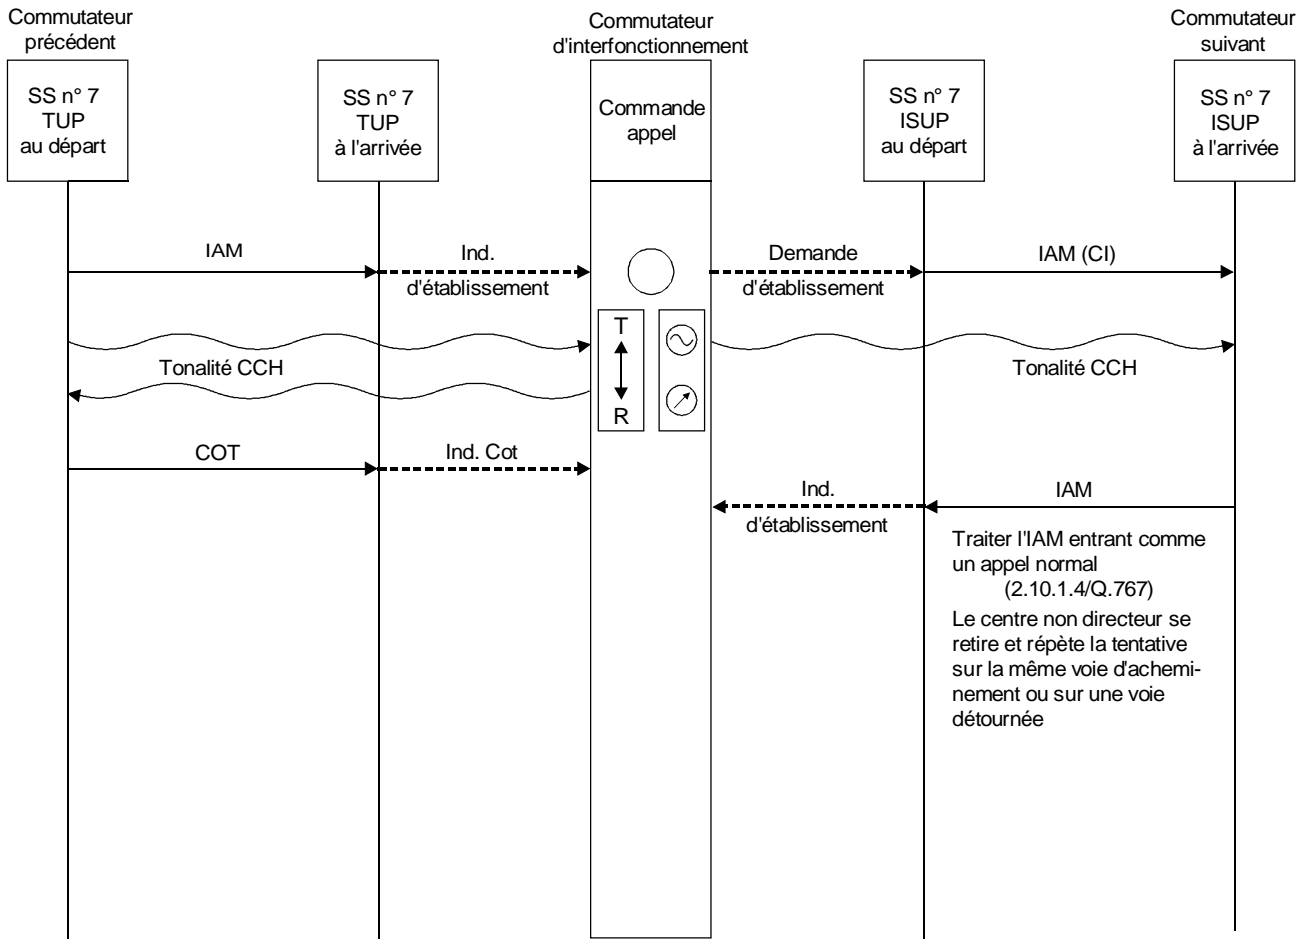 Commutateur
précédent
Commutateur
d'interfonctionnement
Commutateur
suivant
SS n° 7
TUP
au départ
SS n° 7
TUP
à l'arrivée
Commande
appel
SS n° 7
ISUP
au départ
SS n° 7
ISUP
à l'arrivée
IAM
Ind.
d'établissement
Demande
d'établissement
IAM (CI)
T
R
Tonalité CCH
Tonalité CCH
COT
Ind. Cot
Ind.
d'établissement
IAM
Traiter l'IAM entrant comme
un appel normal
(2.10.1.4/Q.767)
Le centre non directeur se
retire et répète la tentative
sur la même voie d'achemi-
nement ou sur une voie
détournée